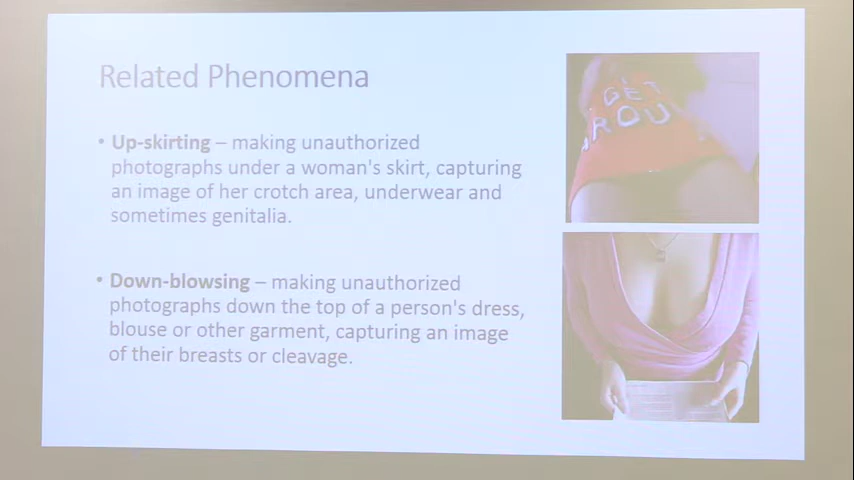 Related Phenomena
• Up-skirting – making unauthorized
photographs under a woman's skirt, capturing
an image of her crotch area, underwear and
sometimes genitalia.
• Down-blowsing – making unauthorized
photographs down the top of a person's dress,
blouse or other garment, capturing an image
of their breasts or cleavage.
I GET
AROU